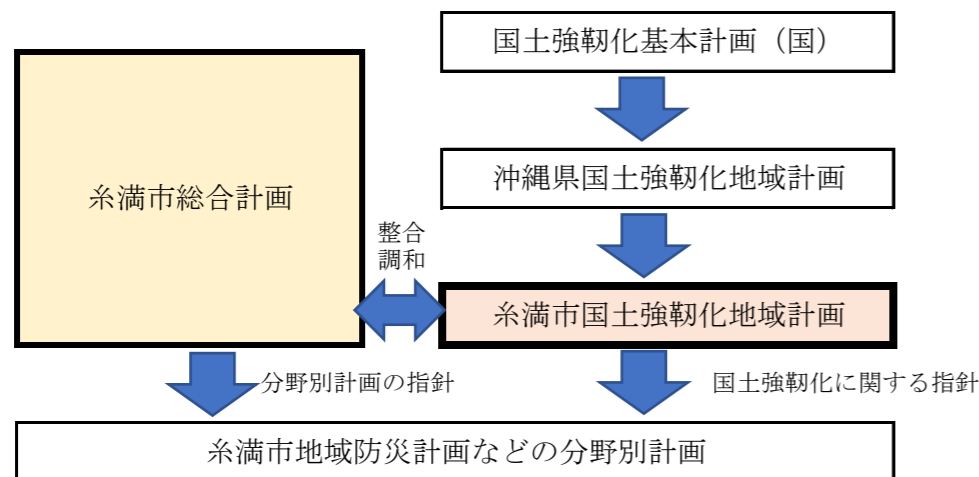 国土強靭化基本計画（国）
沖縄県国土強靭化地域計画
糸満市総合計画
整合
調和
糸満市国土強靭化地域計画
分野別計画の指針
国土強靭化に関する指針
糸満市地域防災計画などの分野別計画